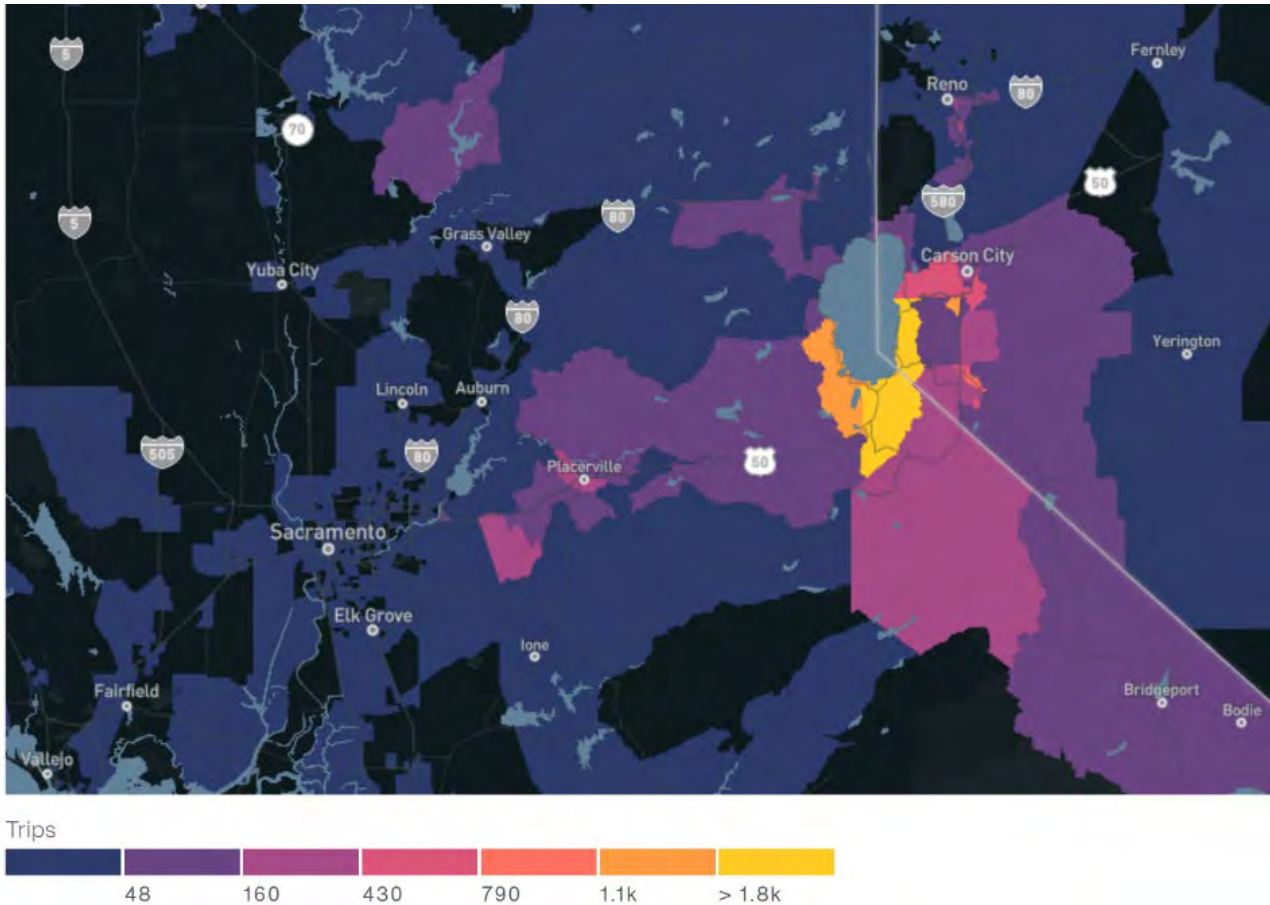 5
Fernley
Reno
80
70
50
580
5
80
Grass Valley
Carson City
Yuba City
80
Yerington
Lincoln
Auburn
505
80
Placerville
50
Sacramento
Elk Grove
Ione
Fairfield
Bridgeport
Bodie
Vallejo
Trips
48 160 430 790 1.1k > 1.8k